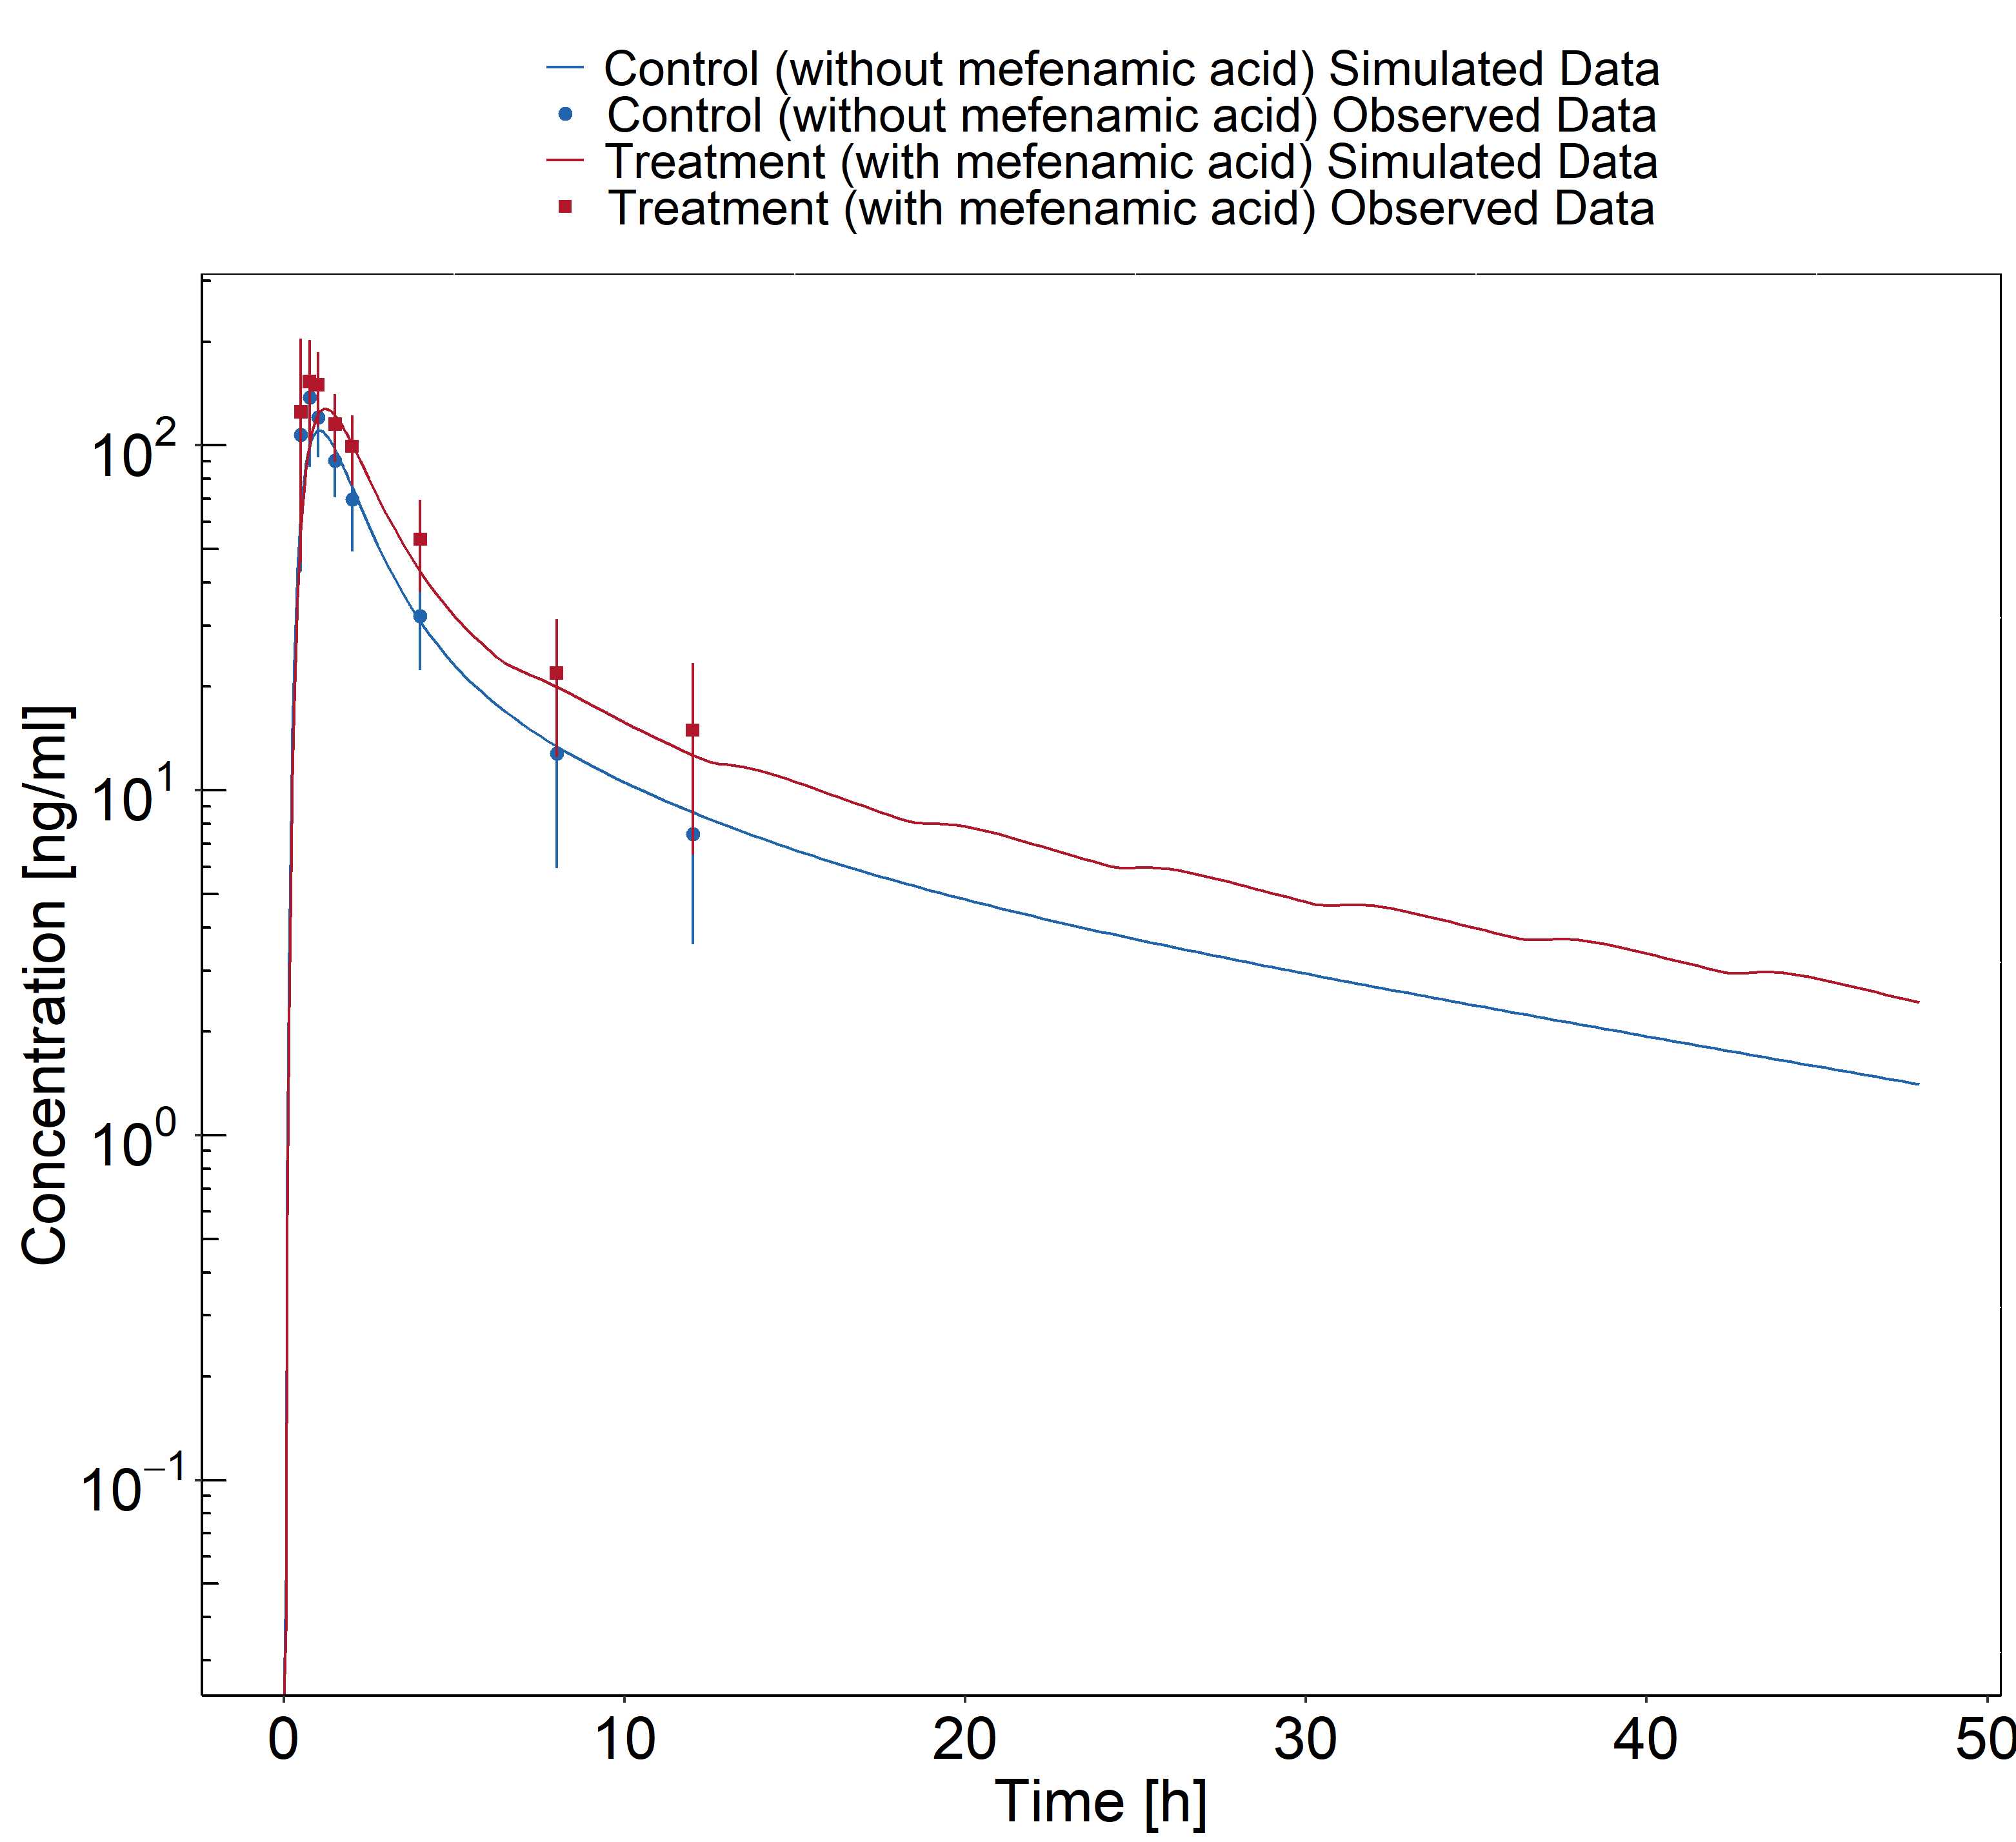 Control (without mefenamic acid) Simulated Data
Control (without mefenamic acid) Observed Data
Treatment (with mefenamic acid) Simulated Data
Treatment (with mefenamic acid) Observed Data
Concentration [ng/ml]
10²
10¹
10⁰
10⁻¹
0 10 20 30 40 50
Time [h]